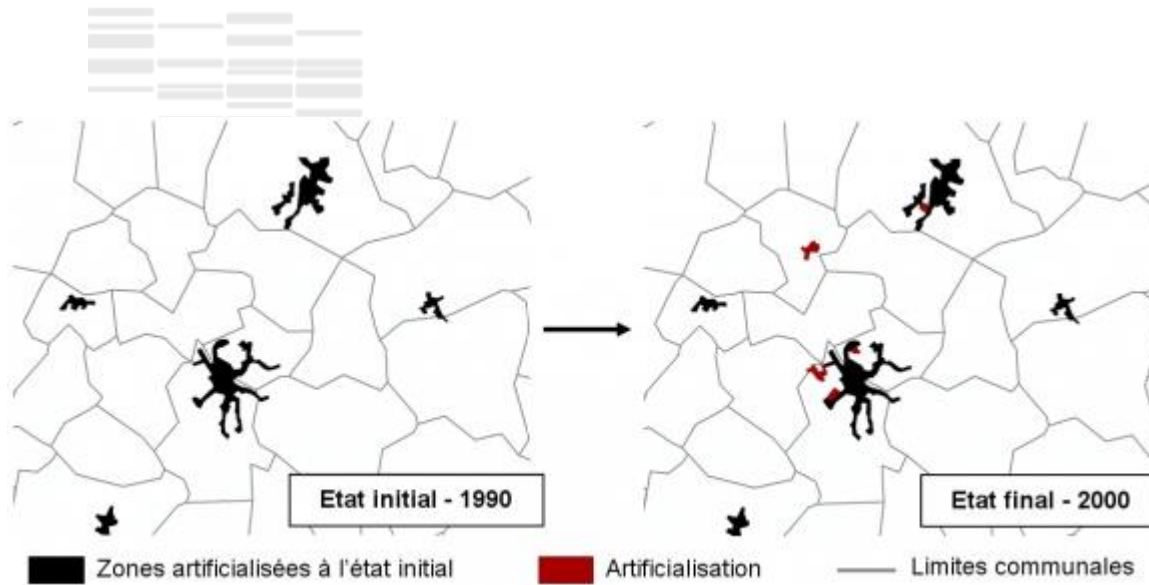 Etat initial - 1990
Etat final - 2000
Zones artificialisées à l'état initial
Artificialisation
Limites communales